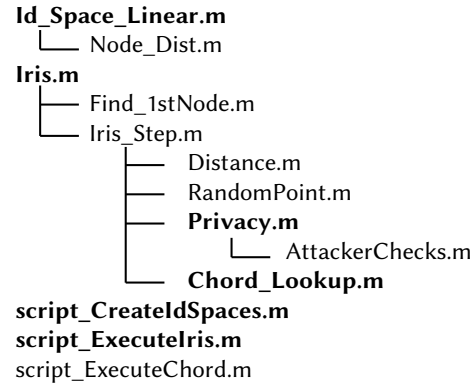 Id_Space_Linear.m
Node_Dist.m
Iris.m
Find_1stNode.m
Iris_Step.m
Distance.m
RandomPoint.m
Privacy.m
AttackerChecks.m
Chord_Lookup.m
script_CreateIdSpaces.m
script_ExecuteIris.m
script_ExecuteChord.m